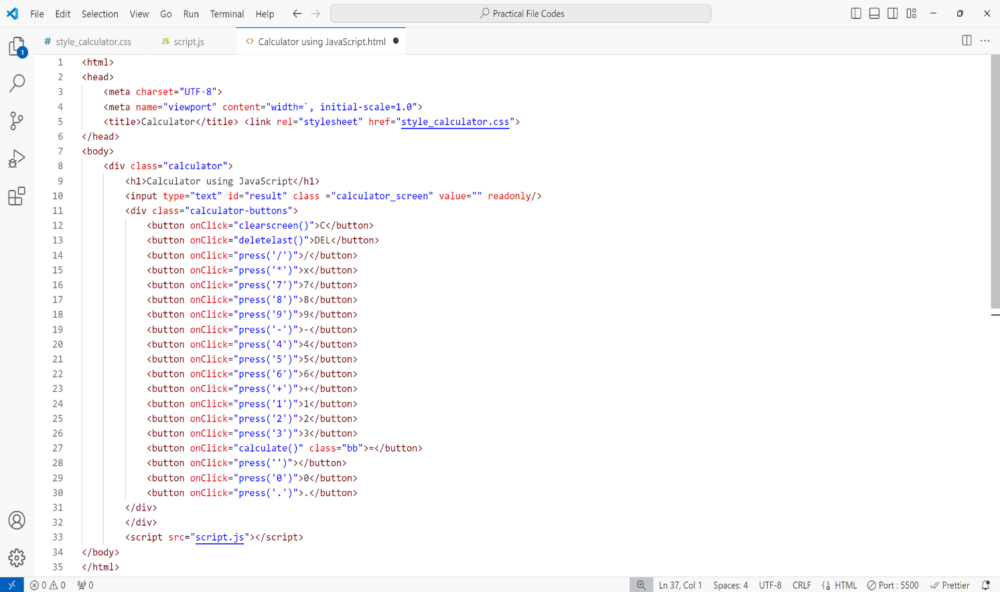 File Edit Selection View Go Run Terminal Help Practical File Codes
# style_calculator.css JS script.js <> Calculator using JavaScript.html
1
1 <html>
2 <head>
3 <meta charset="UTF-8">
4 <meta name="viewport" content="width=`, initial-scale=1.0">
5 <title>Calculator</title> <link rel="stylesheet" href="style_calculator.css">
6 </head>
7 <body>
8 <div class="calculator">
9 <h1>Calculator using JavaScript</h1>
10 <input type="text" id="result" class ="calculator_screen" value="" readonly/>
11 <div class="calculator-buttons">
12 <button onClick="clearscreen()">C</button>
13 <button onClick="deletelast()">DEL</button>
14 <button onClick="press('/')">/</button>
15 <button onClick="press('*')">x</button>
16 <button onClick="press('7')">7</button>
17 <button onClick="press('8')">8</button>
18 <button onClick="press('9')">9</button>
19 <button onClick="press('-')">-</button>
20 <button onClick="press('4')">4</button>
21 <button onClick="press('5')">5</button>
22 <button onClick="press('6')">6</button>
23 <button onClick="press('+')">+</button>
24 <button onClick="press('1')">1</button>
25 <button onClick="press('2')">2</button>
26 <button onClick="press('3')">3</button>
27 <button onClick="calculate()" class="bb">=</button>
28 <button onClick="press('')"></button>
29 <button onClick="press('0')">0</button>
30 <button onClick="press('.')">.</button>
31 </div>
32 </div>
33 <script src="script.js"></script>
34 </body>
35 </html>
0 0 0 Ln 37, Col 1 Spaces: 4 UTF-8 CRLF {} HTML Port : 5500 Prettier